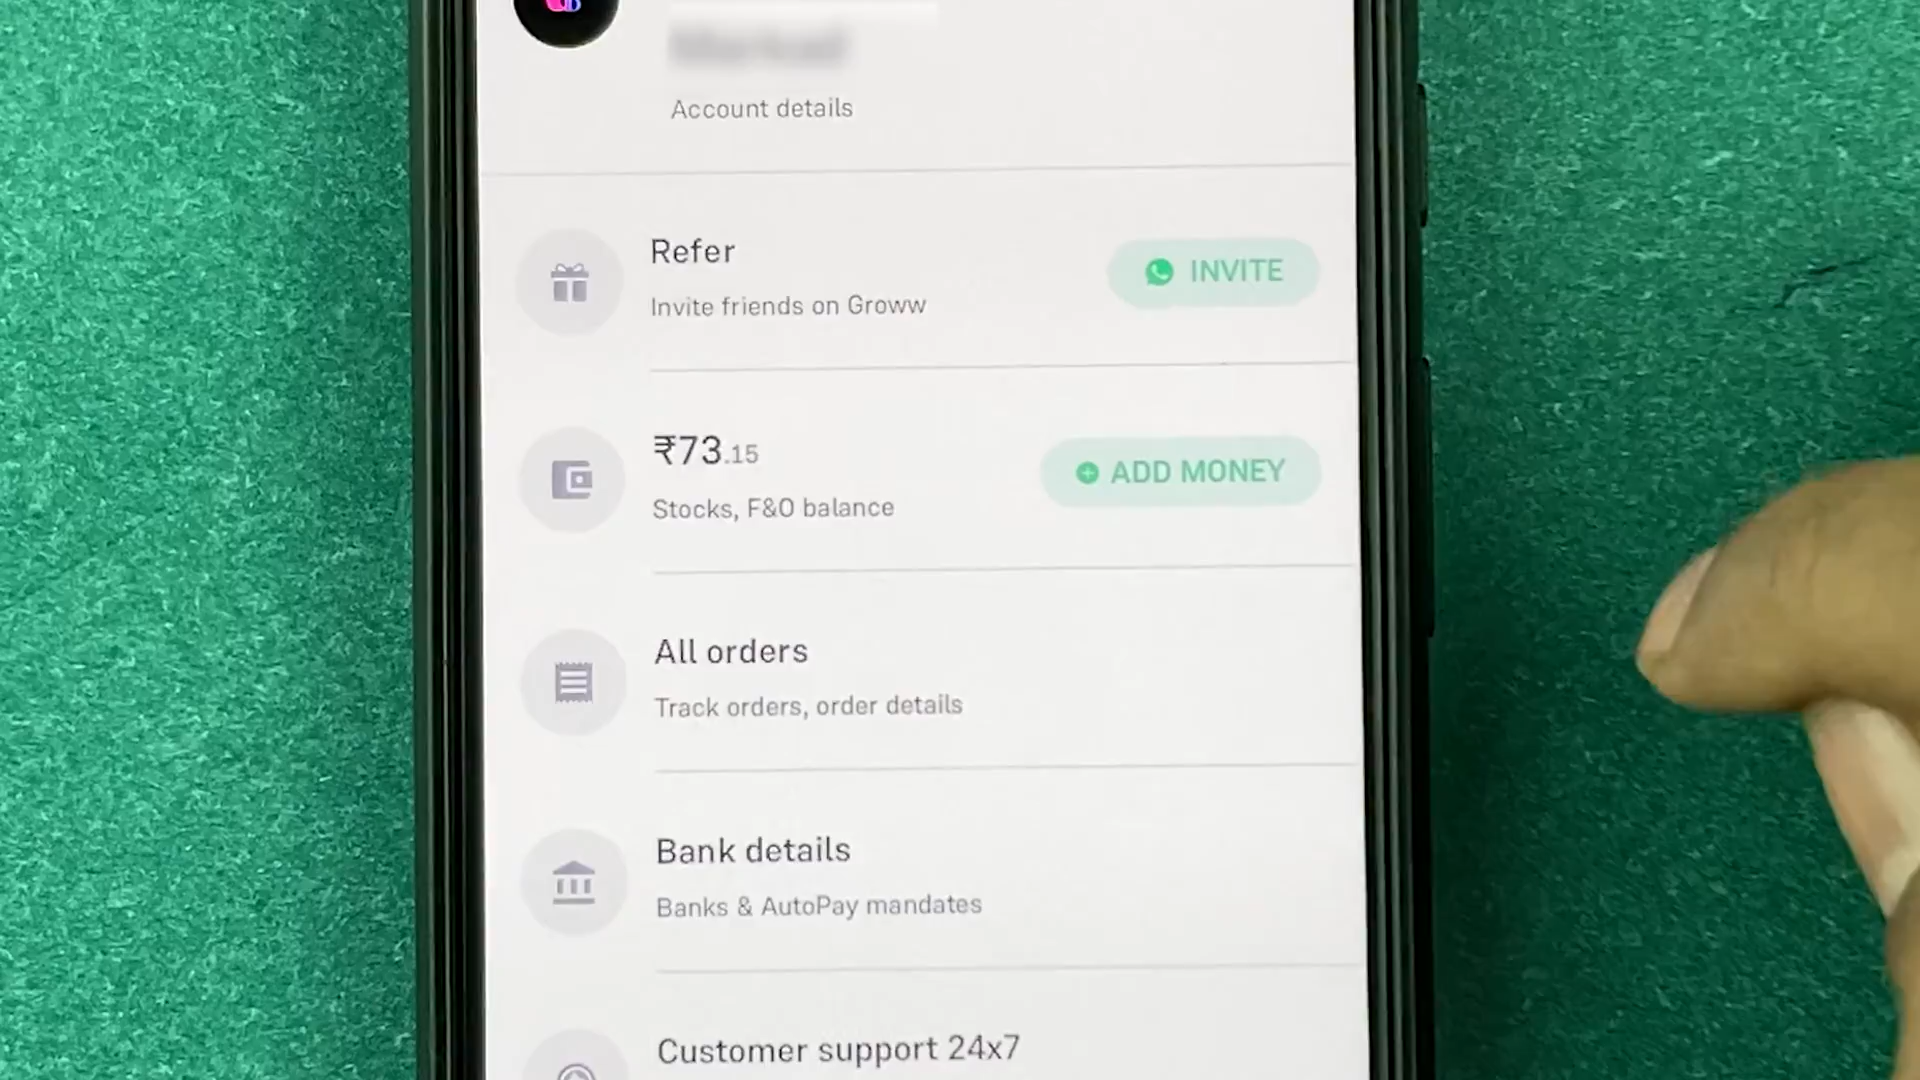 Account details
Refer
INVITE
Invite friends on Groww
₹73.15
ADD MONEY
Stocks, F&O balance
All orders
Track orders, order details
Bank details
Banks & AutoPay mandates
Customer support 24x7